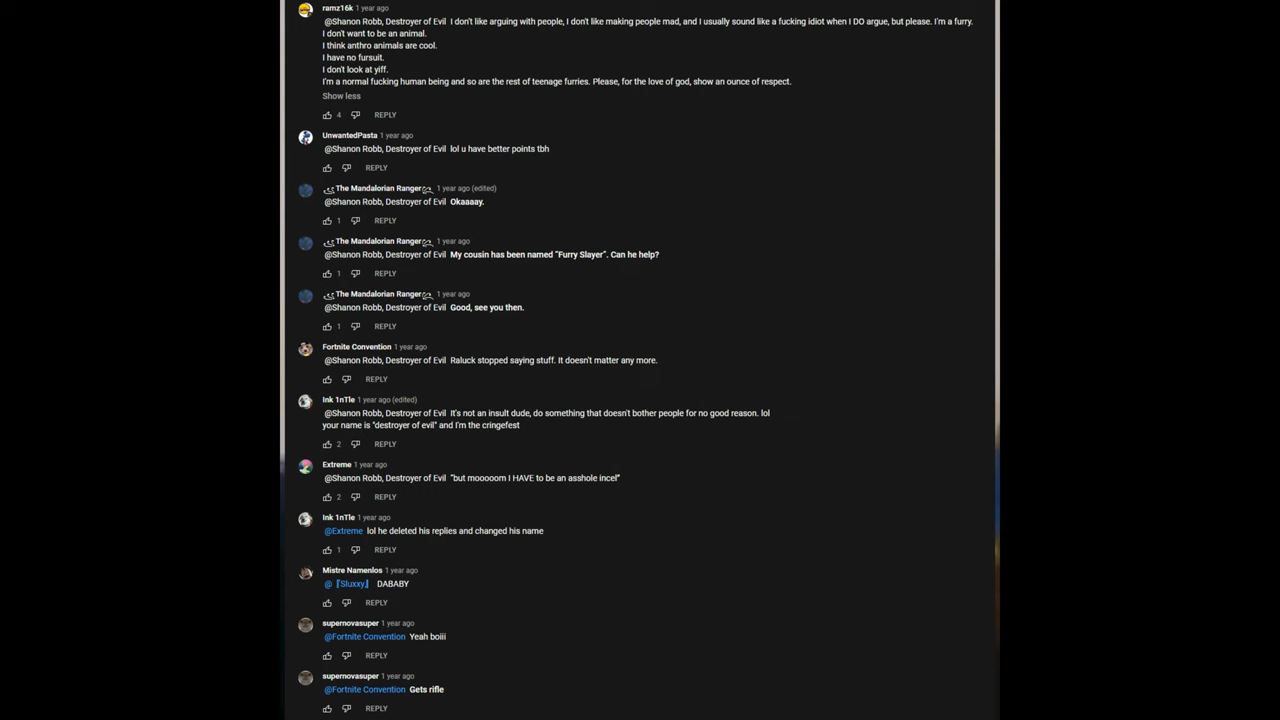 ramz16k
@Shanon Robb, Destroyer of Evil I don't like arguing with people, I don't like making people mad, and I usually sound like a fucking idiot when I DO argue, but please. I'm a furry.
I don't want to be an animal.
I think anthro animals are cool.
I have no fursuit.
I don't look at yiff.
I'm a normal fucking human being and so are the rest of teenage furries. Please, for the love of god, show an ounce of respect.
Show less
4 REPLY
UnwantedPasta 1 year ago
@Shanon Robb, Destroyer of Evil lol u have better points tbh
REPLY
The Mandalorian Ranger 1 year ago (edited)
@Shanon Robb, Destroyer of Evil Okaaaay.
1 REPLY
The Mandalorian Ranger 1 year ago
@Shanon Robb, Destroyer of Evil My cousin has been named “Furry Slayer”. Can he help?
1 REPLY
The Mandalorian Ranger 1 year ago
@Shanon Robb, Destroyer of Evil Good, see you then.
1 REPLY
Fortnite Convention 1 year ago
@Shanon Robb, Destroyer of Evil Raluck stopped saying stuff. It doesn't matter any more.
REPLY
Ink 1nTle 1 year ago (edited)
@Shanon Robb, Destroyer of Evil It's not an insult dude, do something that doesn't bother people for no good reason. lol
your name is "destroyer of evil" and I'm the cringefest
2 REPLY
Extreme 1 year ago
@Shanon Robb, Destroyer of Evil “but mooooom I HAVE to be an asshole incel”
2 REPLY
Ink 1nTle 1 year ago
@Extreme lol he deleted his replies and changed his name
1 REPLY
Mistre Namenlos 1 year ago
@『Sluxxy』 DABABY
REPLY
supernovasuper 1 year ago
@Fortnite Convention Yeah boiii
REPLY
supernovasuper 1 year ago
@Fortnite Convention Gets rifle
REPLY